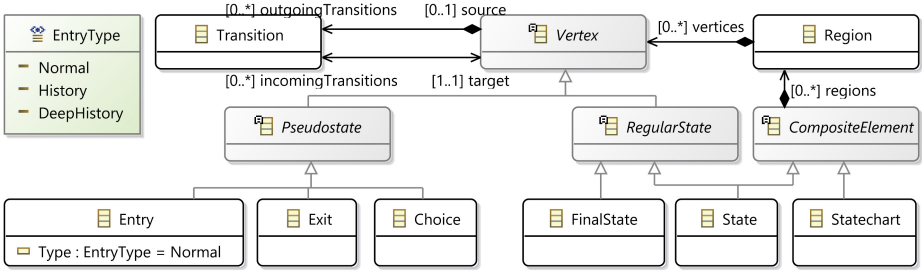 [0..*] outgoingTransitions [0..1] source
EntryType
Transition
Vertex
[0..*] vertices
Region
Normal
History
DeepHistory
[0..*] incomingTransitions [1..1] target
[0..*] regions
Pseudostate
RegularState
CompositeElement
Entry
Exit
Choice
FinalState
State
Statechart
Type : EntryType = Normal